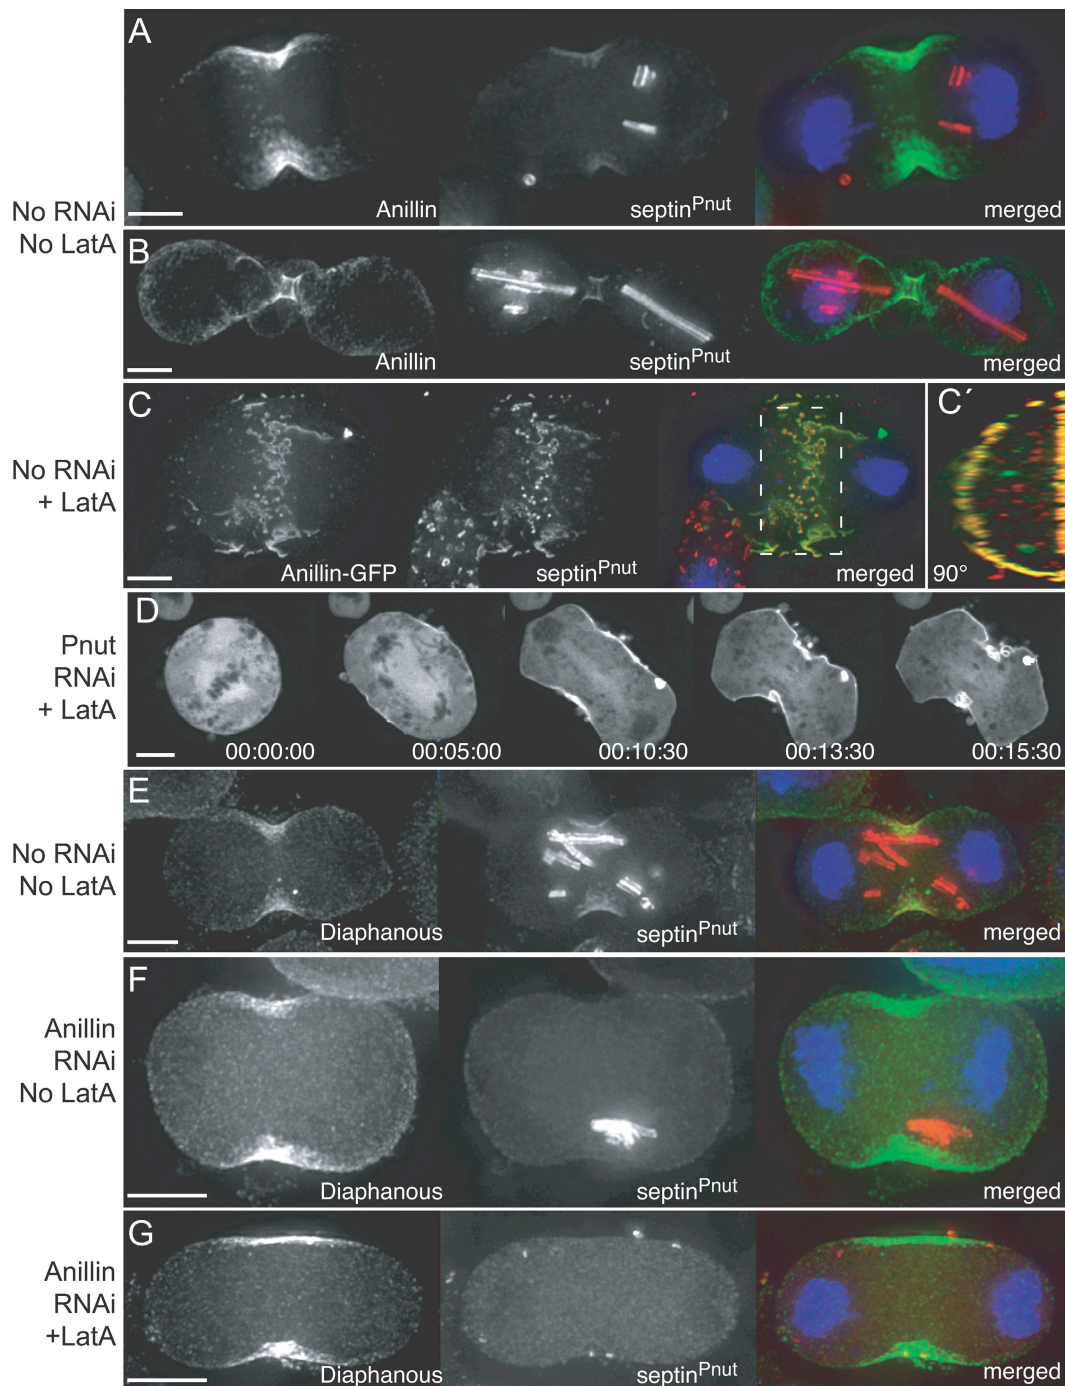 A
Anillin
septinPnut
merged
No RNAi
No LatA
B
Anillin
septinPnut
merged
C
C´
No RNAi
+ LatA
Anillin-GFP
septinPnut
merged
90°
D
Pnut
RNAi
+ LatA
00:00:00
00:05:00
00:10:30
00:13:30
00:15:30
E
No RNAi
No LatA
Diaphanous
septinPnut
merged
F
Anillin
RNAi
No LatA
Diaphanous
septinPnut
merged
G
Anillin
RNAi
+LatA
Diaphanous
septinPnut
merged